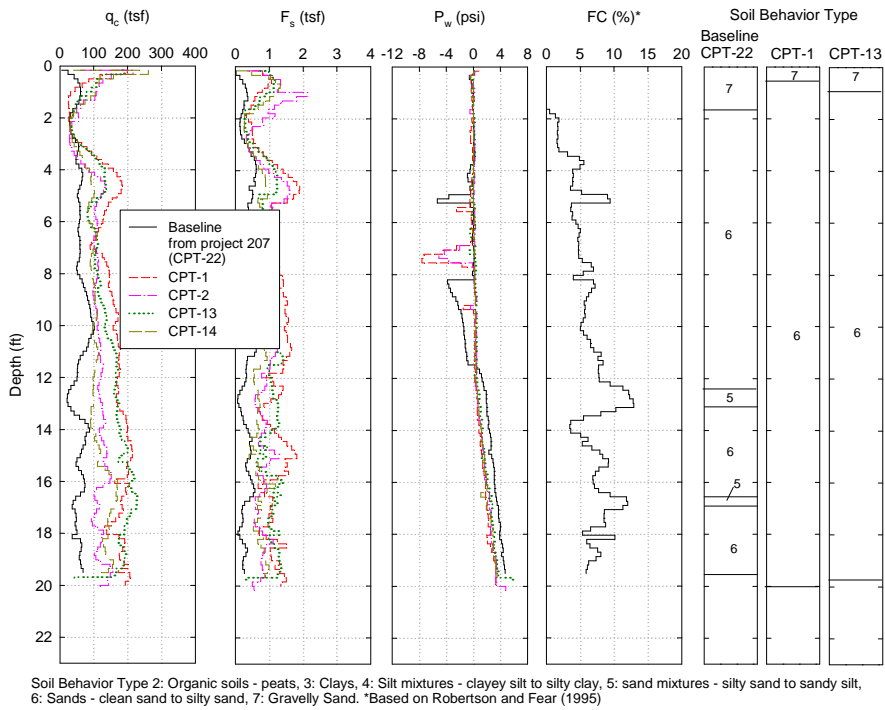 q_c (tsf)
F_s (tsf)
P_w (psi)
FC (%)*
Soil Behavior Type
Baseline
CPT-22
CPT-1
CPT-13
0 100 200 300 400
0 1 2 3 4
-12 -8 -4 0 4
0 5 10 15 20
0
2
4
6
8
10
12
14
16
18
20
22
Depth (ft)
Baseline
from project 207
(CPT-22)
CPT-1
CPT-2
CPT-13
CPT-14
7
6
5
6
5
6
7
6
7
6
Soil Behavior Type 2: Organic soils - peats, 3: Clays, 4: Silt mixtures - clayey silt to silty clay, 5: sand mixtures - silty sand to sandy silt,
6: Sands - clean sand to silty sand, 7: Gravelly Sand. *Based on Robertson and Fear (1995)